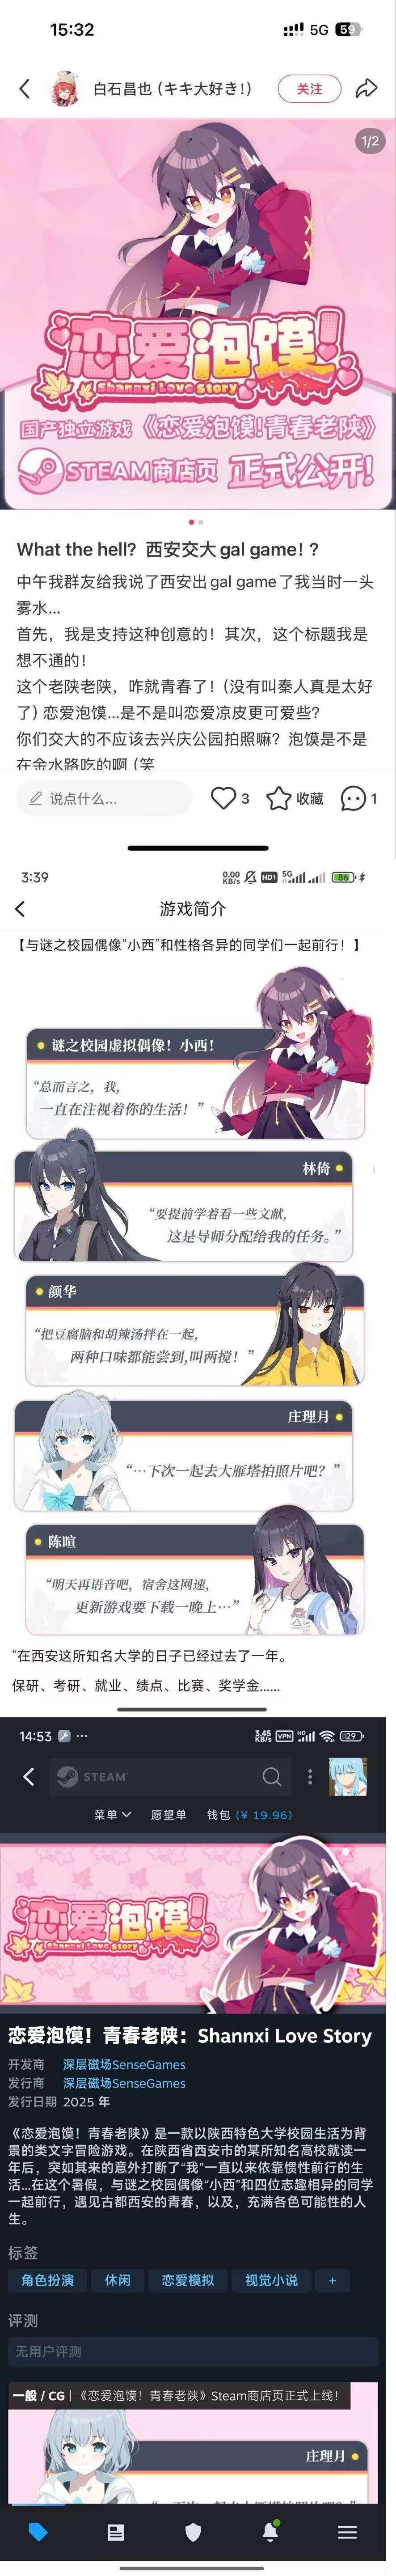 15:32
5G 59
白石昌也（キキ大好き!）
关注
1/2
恋爱泡馍!
Shannxi Love Story
国产独立游戏《恋爱泡馍!青春老陕》
STEAM商店页 正式公开!
What the hell？西安交大 gal game！？
中午我群友给我说了西安出 gal game 了我当时一头
雾水...
首先，我是支持这种创意的！其次，这个标题我是
想不通的！
这个老陕老陕，咋就青春了！（没有叫秦人真是太好
了）恋爱泡馍...是不是叫恋爱凉皮更可爱些？
你们交大的不应该去兴庆公园拍照嘛？泡馍是不是
在金水路吃的啊（笑
说点什么...
3
收藏
1
3:39
0.00 KB/s HD1 5G 86
游戏简介
【与谜之校园偶像“小西”和性格各异的同学们一起前行！】
谜之校园虚拟偶像！小西！
“总而言之，我，
一直在注视着你的生活！”
林倚
“要提前学着看一些文献，
这是导师分配给我的任务。”
颜华
“把豆腐脑和胡辣汤拌在一起，
两种口味都能尝到,叫两搅！”
庄理月
“…下次一起去大雁塔拍照片吧？”
陈暄
“明天再语音吧，宿舍这网速，
更新游戏要下载一晚上…”
“在西安这所知名大学的日子已经过去了一年。
保研、考研、就业、绩点、比赛、奖学金......
14:53
3.45 KB/s VPN HD 29
STEAM
菜单
愿望单
钱包（¥ 19.96）
恋爱泡馍!
Shannxi Love Story
恋爱泡馍！青春老陕：Shannxi Love Story
开发商 深层磁场SenseGames
发行商 深层磁场SenseGames
发行日期 2025 年
《恋爱泡馍！青春老陕》是一款以陕西特色大学校园生活为背
景的类文字冒险游戏。在陕西省西安市的某所知名高校就读一
年后，突如其来的意外打断了“我”一直以来依靠惯性前行的生
活...在这个暑假，与谜之校园偶像“小西”和四位志趣相异的同学
一起前行，遇见古都西安的青春，以及，充满各色可能性的人
生。
标签
角色扮演
休闲
恋爱模拟
视觉小说
+
评测
无用户评测
一般 / CG | 《恋爱泡馍！青春老陕》Steam商店页正式上线！
庄理月